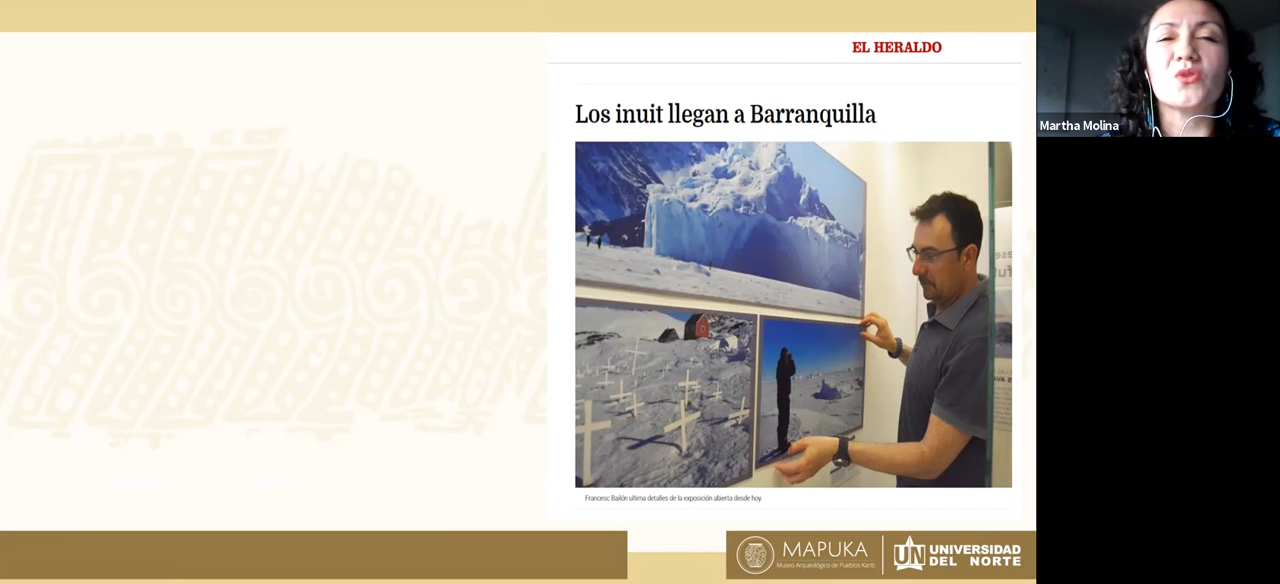 EL HERALDO
Los inuit llegan a Barranquilla
Francesc Bailón ultima detalles de la exposición abierta desde hoy.
MAPUKA
Museo Arqueológico de Pueblos Karib
UN
UNIVERSIDAD
DEL NORTE
Martha Molina